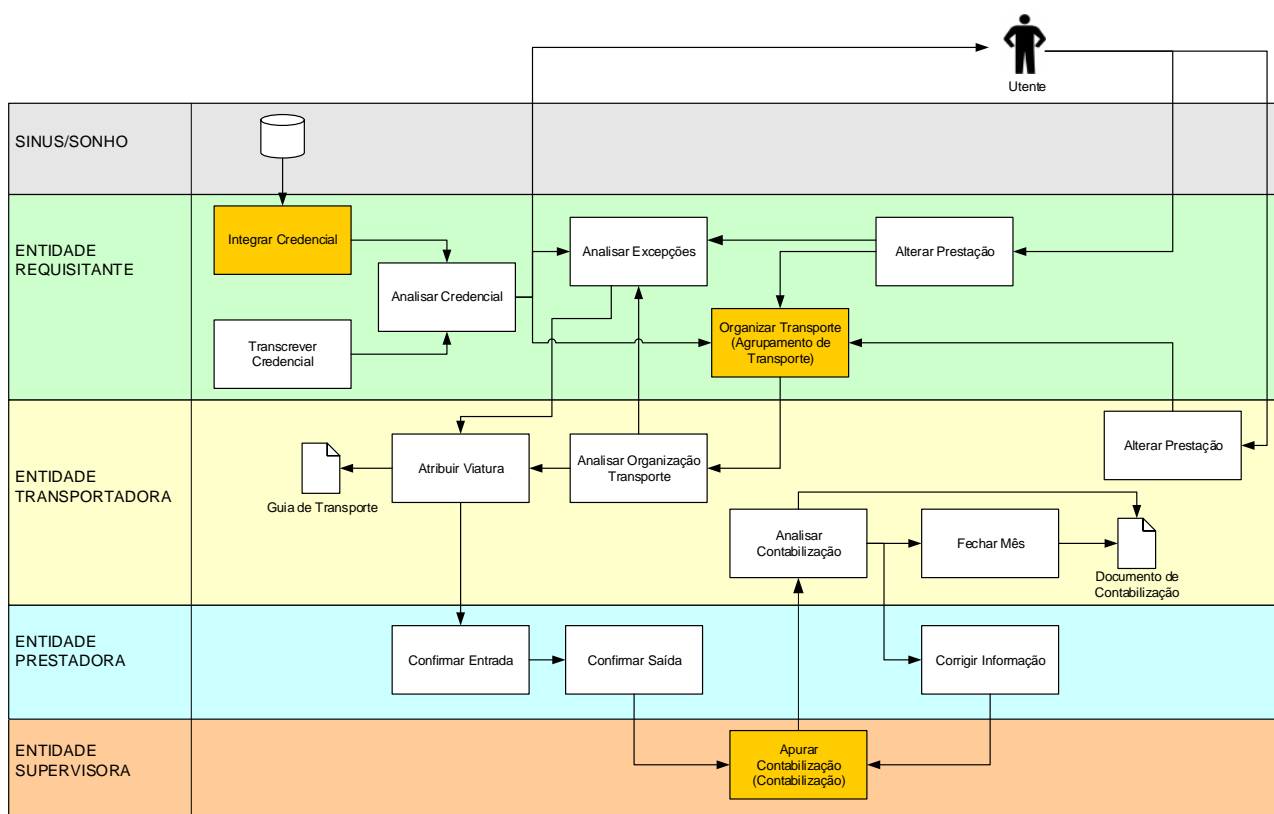 Utente
SINUS/SONHO
ENTIDADE
REQUISITANTE
Integrar Credencial
Analisar Credencial
Transcrever
Credencial
Analisar Excepções
Alterar Prestação
Organizar Transporte
(Agrupamento de
Transporte)
ENTIDADE
TRANSPORTADORA
Guia de Transporte
Atribuir Viatura
Analisar Organização
Transporte
Alterar Prestação
Analisar
Contabilização
Fechar Mês
Documento de
Contabilização
ENTIDADE
PRESTADORA
Confirmar Entrada
Confirmar Saída
Corrigir Informação
ENTIDADE
SUPERVISORA
Apurar
Contabilização
(Contabilização)